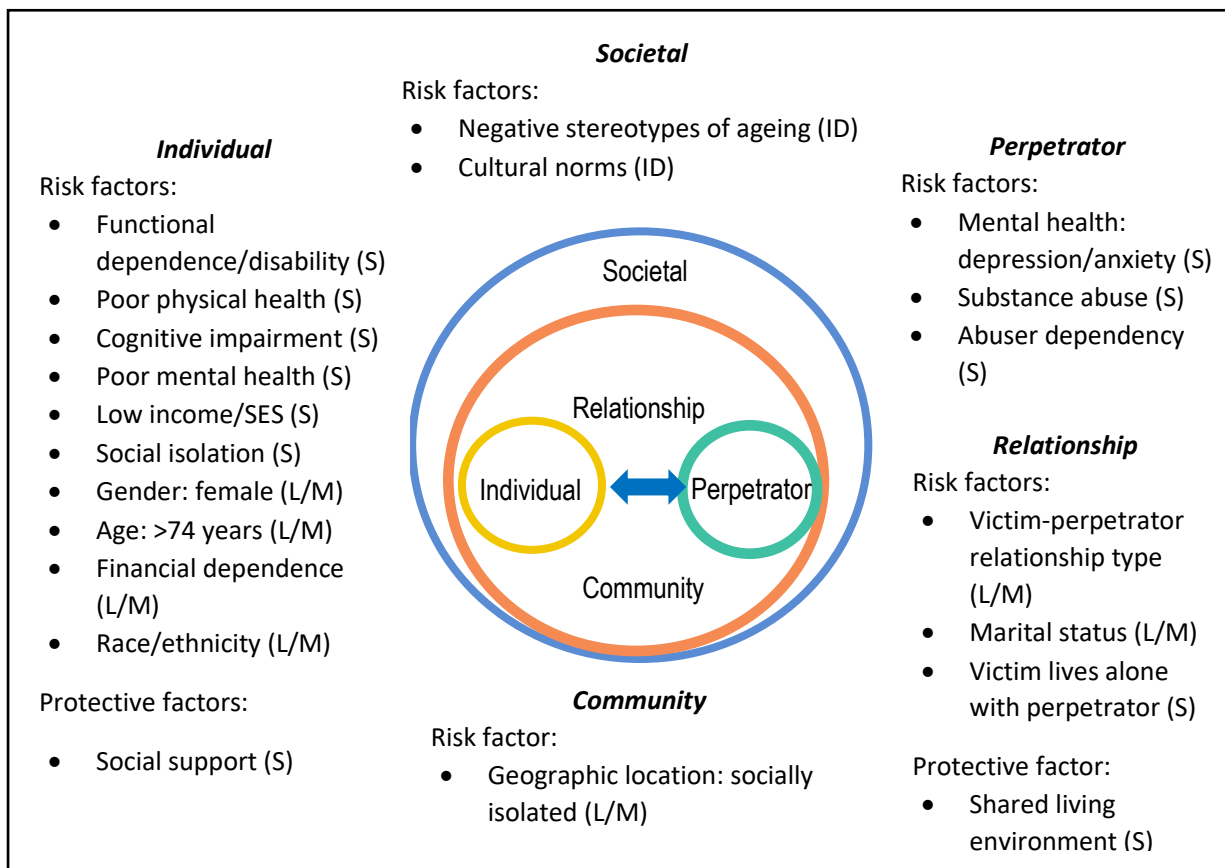 Societal
Risk factors:
• Negative stereotypes of ageing (ID)
• Cultural norms (ID)
Individual
Risk factors:
• Functional
dependence/disability (S)
• Poor physical health (S)
• Cognitive impairment (S)
• Poor mental health (S)
• Low income/SES (S)
• Social isolation (S)
• Gender: female (L/M)
• Age: >74 years (L/M)
• Financial dependence
(L/M)
• Race/ethnicity (L/M)
Protective factors:
• Social support (S)
Societal
Relationship
Individual
Perpetrator
Community
Community
Risk factor:
• Geographic location: socially
isolated (L/M)
Perpetrator
Risk factors:
• Mental health:
depression/anxiety (S)
• Substance abuse (S)
• Abuser dependency
(S)
Relationship
Risk factors:
• Victim-perpetrator
relationship type
(L/M)
• Marital status (L/M)
• Victim lives alone
with perpetrator (S)
Protective factor:
• Shared living
environment (S)